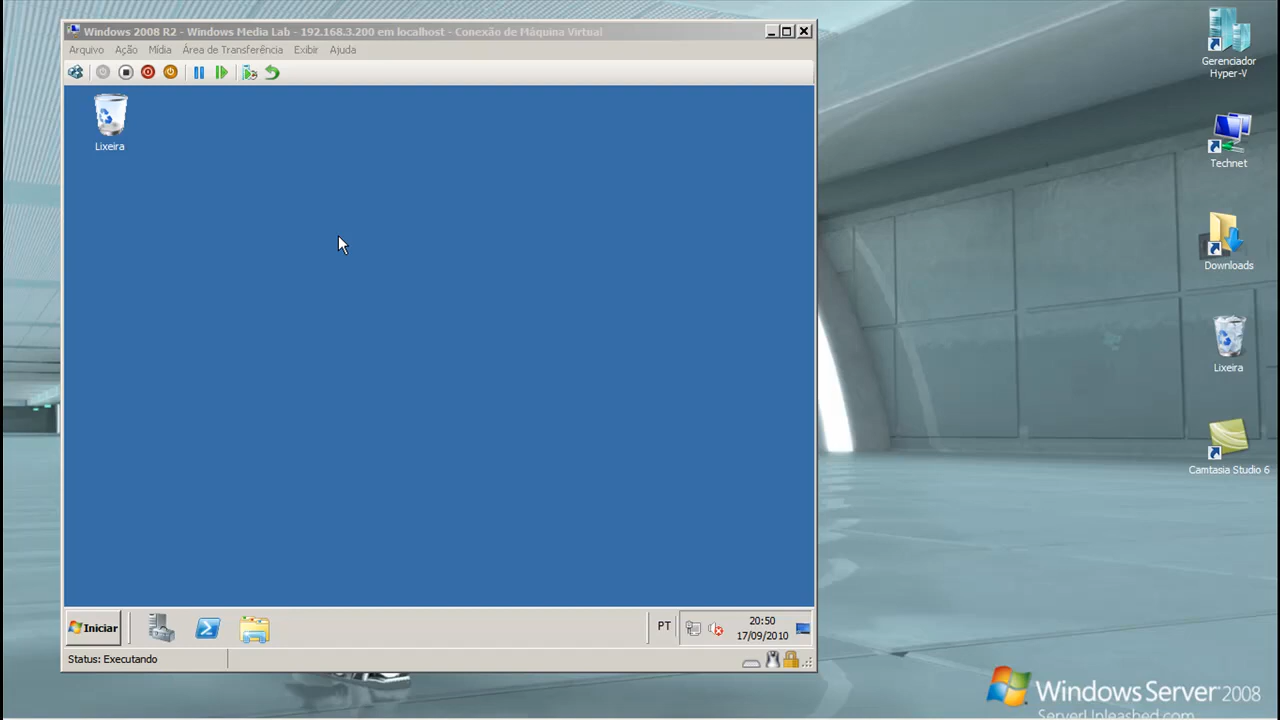 Windows 2008 R2 - Windows Media Lab - 192.168.3.200 em localhost - Conexão de Máquina Virtual
Arquivo Ação Mídia Área de Transferência Exibir Ajuda
Lixeira
Iniciar
PT
20:50
17/09/2010
Status: Executando
Gerenciador
Hyper-V
Technet
Downloads
Lixeira
Camtasia Studio 6
Windows Server 2008
ServerUnleashed.com